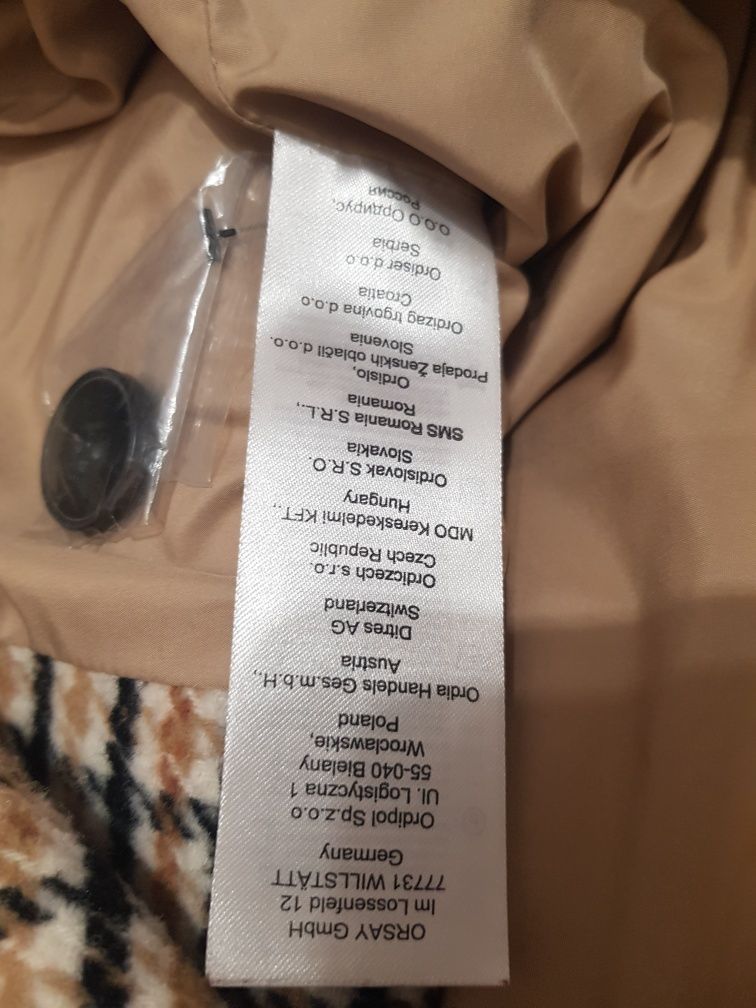 ORSAY GmbH
Im Lossenfeld 12
77731 WILLSTÄTT
Germany
Ordipol Sp.z.o.o
Ul. Logistyczna 1
55-040 Bielany
Wroclawskie,
Poland
Ordia Handels Ges.m.b.H.,
Austria
Ditres AG
Switzerland
Ordiczech s.r.o.
Czech Republic
MDO Kereskedelmi KFT.,
Hungary
Ordislovak S.R.O.
Slovakia
SMS Romania S.R.L.,
Romania
Ordislo,
Prodaja Ženskih oblačil d.o.o.
Slovenia
Ordizag trgovina d.o.o
Croatia
Ordiser d.o.o
Serbia
О.О.О Ордирус,
Россия